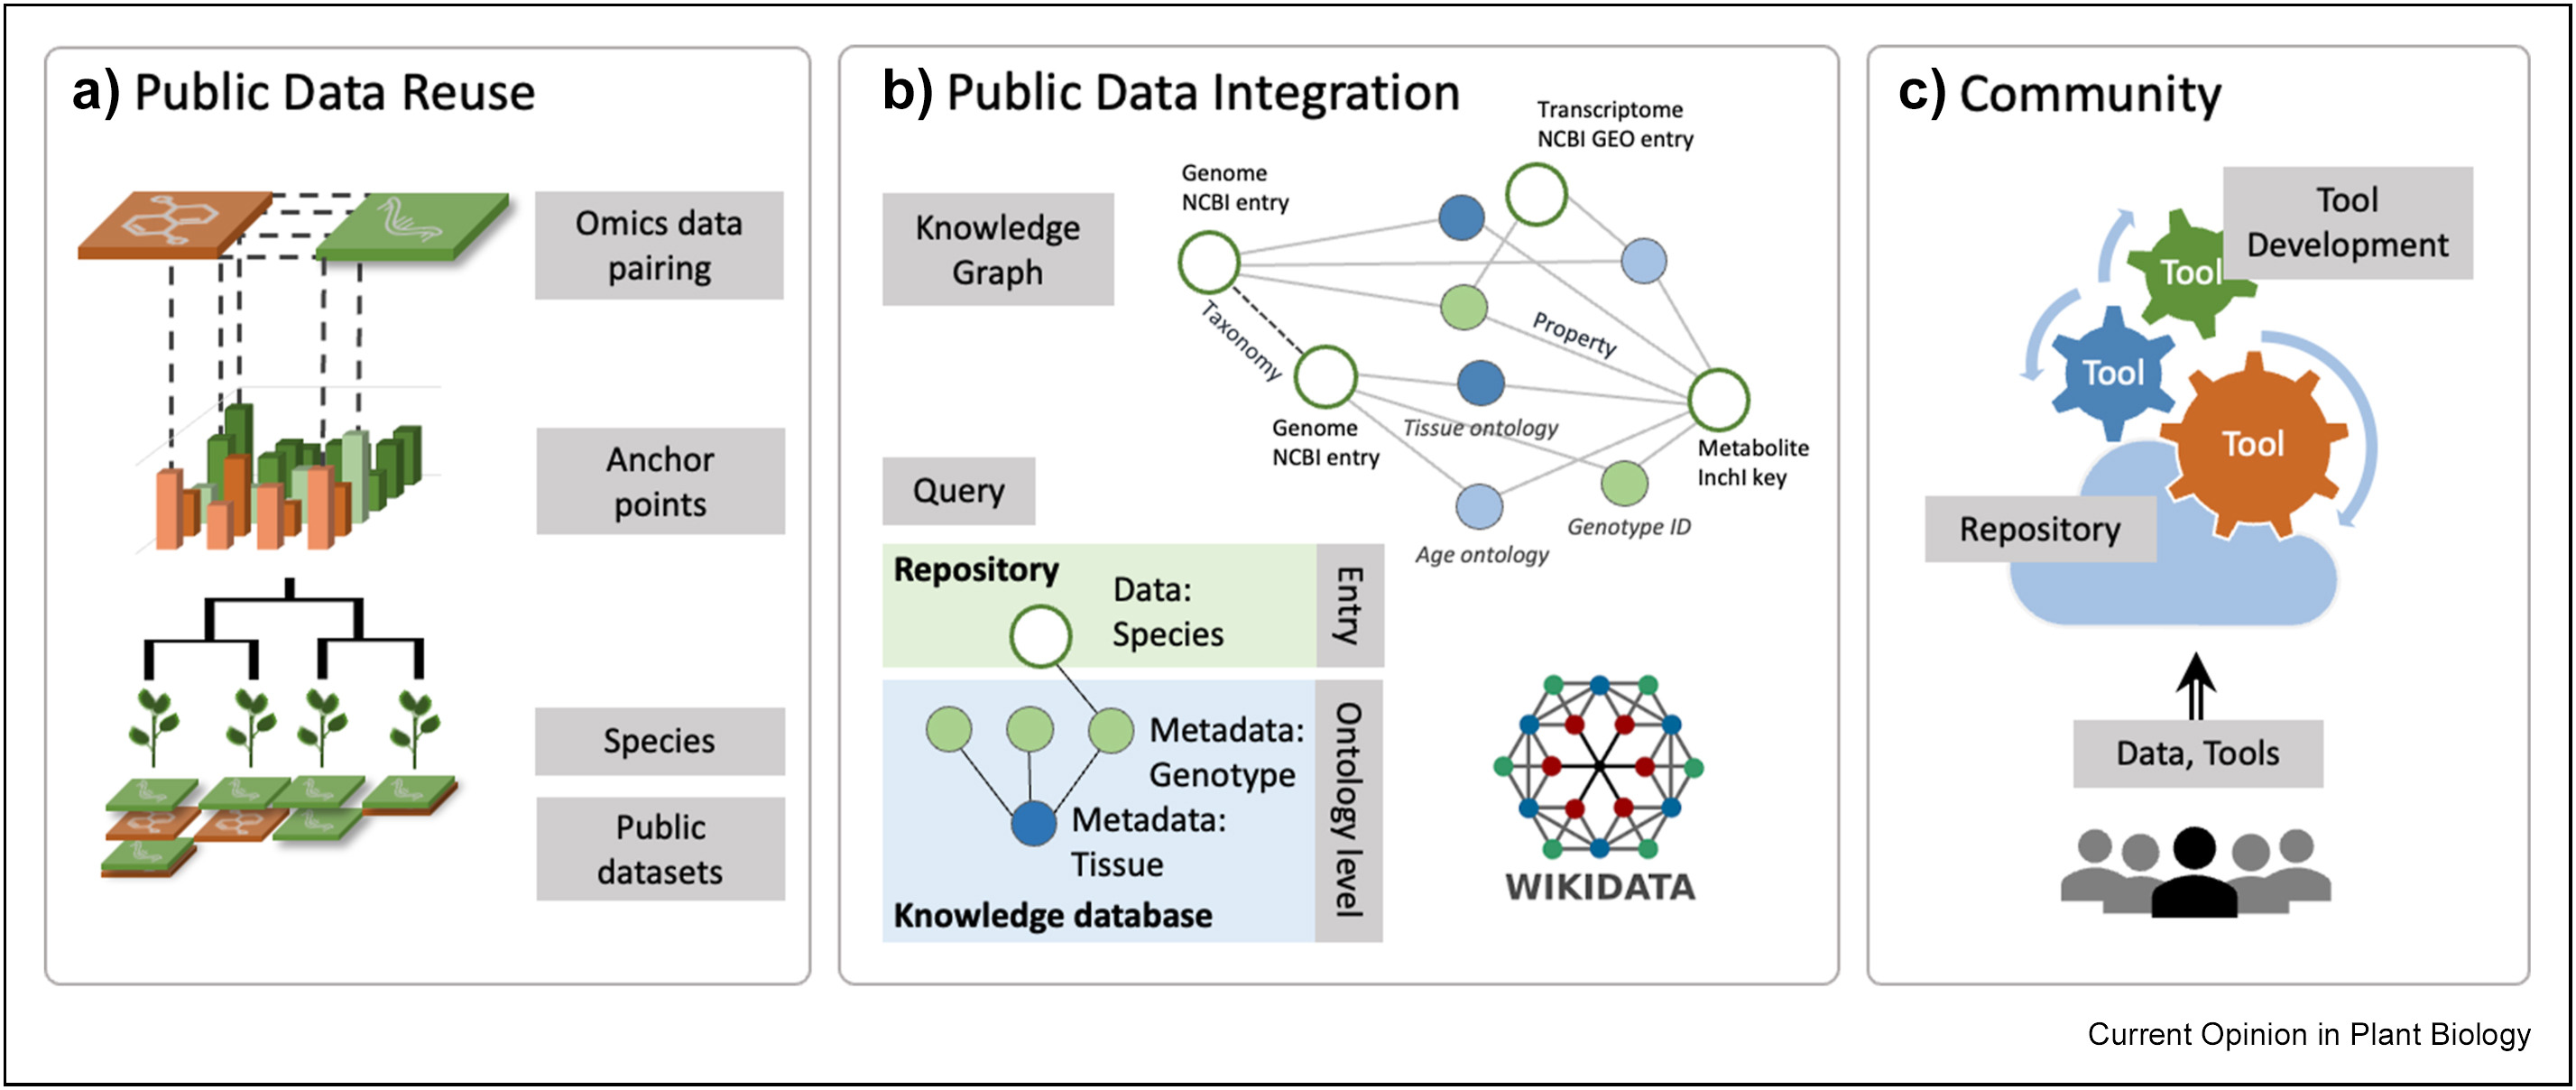 a) Public Data Reuse
Omics data
pairing
Anchor
points
Species
Public
datasets
b) Public Data Integration
Knowledge
Graph
Genome
NCBI entry
Transcriptome
NCBI GEO entry
Taxonomy
Property
Genome
NCBI entry
Tissue ontology
Metabolite
InchI key
Genotype ID
Age ontology
Query
Repository
Data:
Species
Entry
Metadata:
Genotype
Metadata:
Tissue
Knowledge database
Ontology level
WIKIDATA
c) Community
Tool
Development
Tool
Tool
Tool
Repository
Data, Tools
Current Opinion in Plant Biology